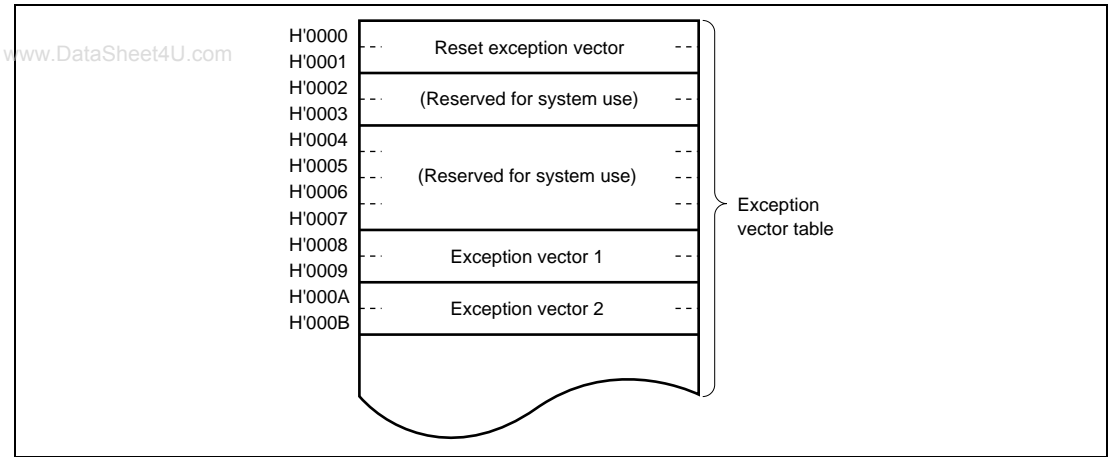 H'0000
H'0001
Reset exception vector
www.DataSheet4U.com
H'0002
H'0003
(Reserved for system use)
H'0004
H'0005
H'0006
H'0007
(Reserved for system use)
Exception
vector table
H'0008
H'0009
Exception vector 1
H'000A
H'000B
Exception vector 2